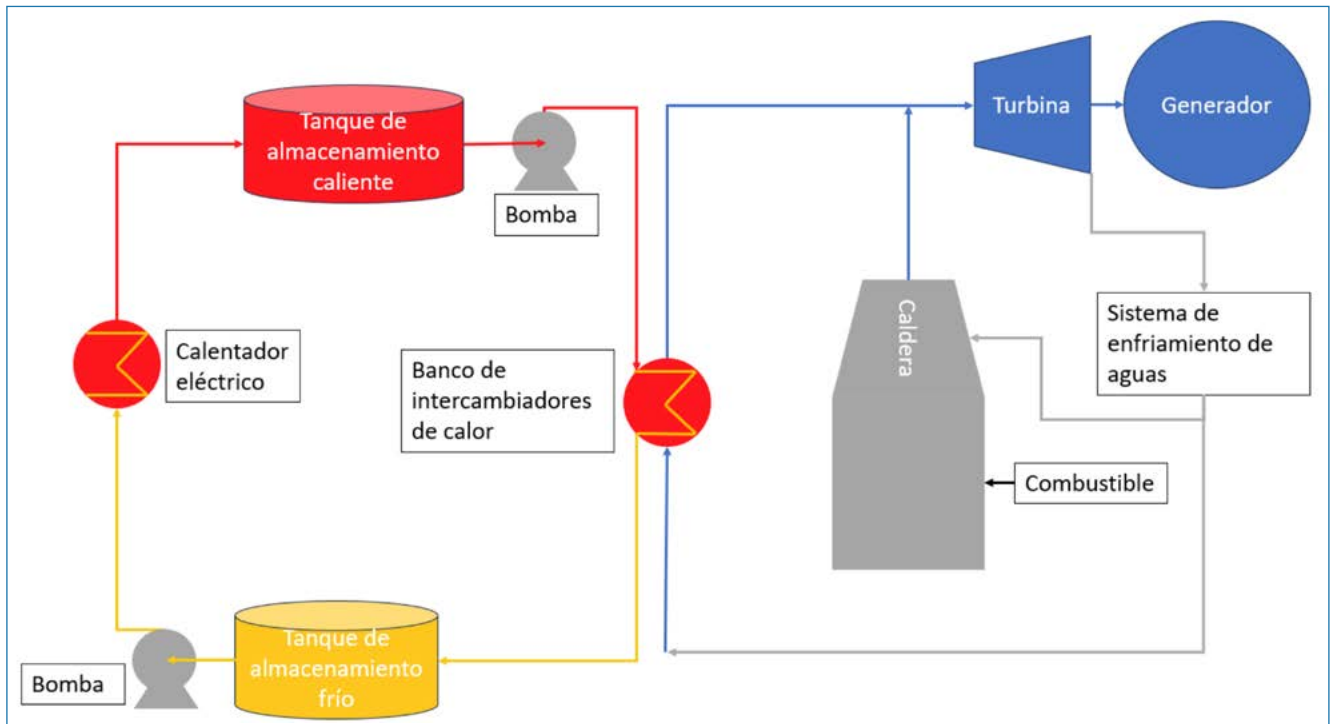 Turbina
Generador
Tanque de
almacenamiento
caliente
Bomba
Calentador
eléctrico
Banco de
intercambiadores
de calor
Caldera
Sistema de
enfriamiento de
aguas
Combustible
Tanque de
almacenamiento
frío
Bomba